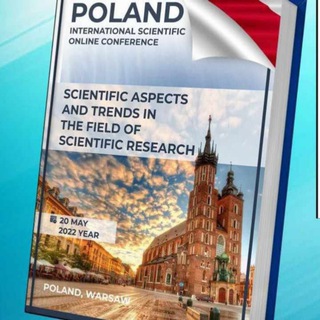 POLAND
INTERNATIONAL SCIENTIFIC
ONLINE CONFERENCE
SCIENTIFIC ASPECTS
AND TRENDS IN
THE FIELD OF
SCIENTIFIC RESEARCH
20 MAY
2022 YEAR
POLAND, WARSAW